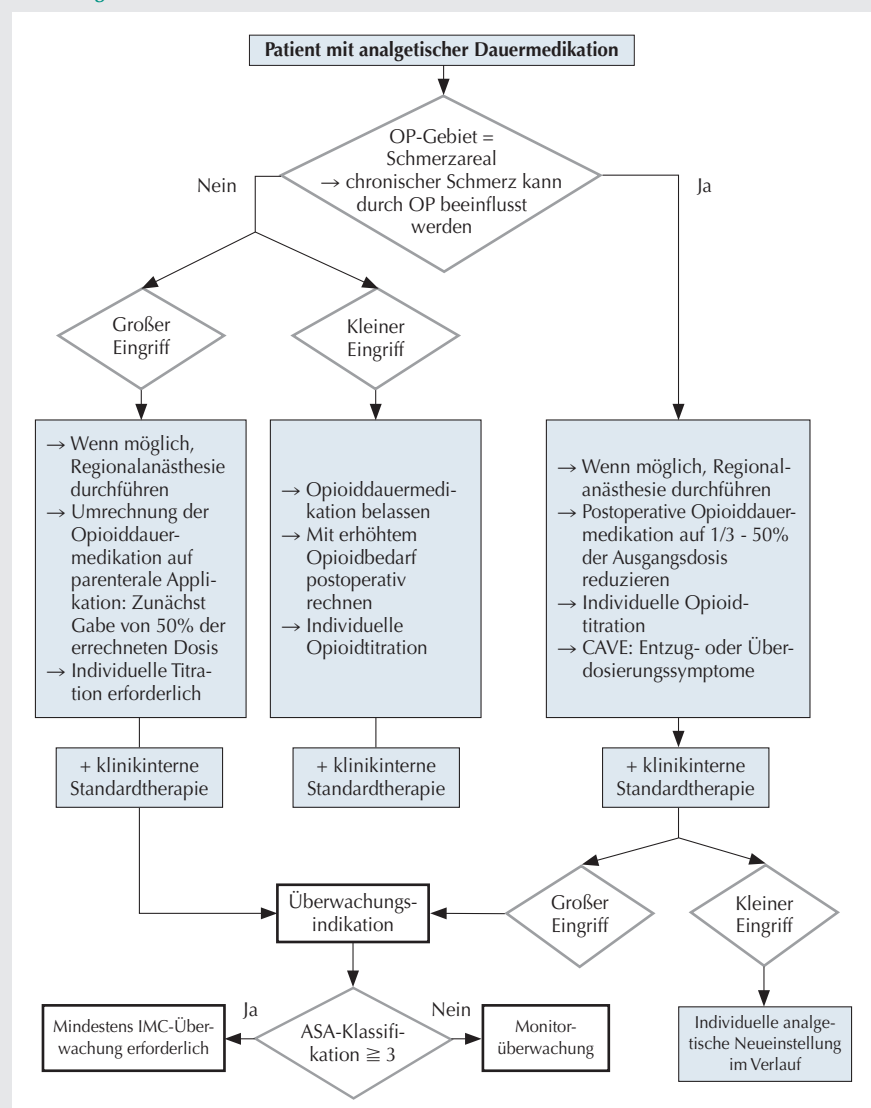 Patient mit analgetischer Dauermedikation
OP-Gebiet =
Schmerzareal
→ chronischer Schmerz kann
durch OP beeinflusst
werden
Nein
Ja
Großer
Eingriff
Kleiner
Eingriff
→ Wenn möglich,
Regionalanästhesie
durchführen
→ Umrechnung der
Opioiddauer-
medikation auf
parenterale Appli-
kation: Zunächst
Gabe von 50% der
errechneten Dosis
→ Individuelle Titra-
tion erforderlich
→ Opioiddauermedi-
kation belassen
→ Mit erhöhtem
Opioidbedarf
postoperativ
rechnen
→ Individuelle
Opioidtitration
→ Wenn möglich, Regional-
anästhesie durchführen
→ Postoperative Opioiddauer-
medikation auf 1/3 - 50%
der Ausgangsdosis
reduzieren
→ Individuelle Opioid-
titration
→ CAVE: Entzug- oder Über-
dosierungssymptome
+ klinikinterne
Standardtherapie
+ klinikinterne
Standardtherapie
+ klinikinterne
Standardtherapie
Überwachungs-
indikation
Großer
Eingriff
Kleiner
Eingriff
Ja
Nein
Mindestens IMC-Über-
wachung erforderlich
ASA-Klassifi-
kation ≧ 3
Monitor-
überwachung
Individuelle analge-
tische Neueinstellung
im Verlauf